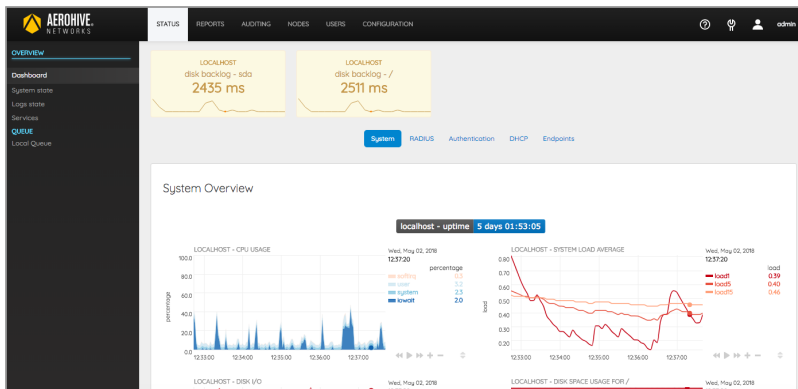 AEROHIVE
NETWORKS
STATUS REPORTS AUDITING NODES USERS CONFIGURATION
admin
OVERVIEW
Dashboard
System state
Logs state
Services
QUEUE
Local Queue
LOCALHOST
disk backlog - sda
2435 ms
LOCALHOST
disk backlog - /
2511 ms
System RADIUS Authentication DHCP Endpoints
System Overview
localhost - uptime 5 days 01:53:05
LOCALHOST - CPU USAGE
Wed, May 02, 2018
12:37:20
percentage
softirq 0.3
user 3.2
system 2.3
iowait 2.0
100.0
80.0
60.0
40.0
20.0
0.0
percentage
12:33:00 12:34:00 12:35:00 12:36:00 12:37:00
LOCALHOST - SYSTEM LOAD AVERAGE
Wed, May 02, 2018
12:37:20
load
load1 0.39
load5 0.40
load15 0.46
0.80
0.70
0.60
0.50
0.40
0.30
0.20
load
12:33:00 12:34:00 12:35:00 12:36:00 12:37:00
LOCALHOST - DISK I/O
Wed, May 02, 2018
LOCALHOST - DISK SPACE USAGE FOR /
Wed, May 02, 2018